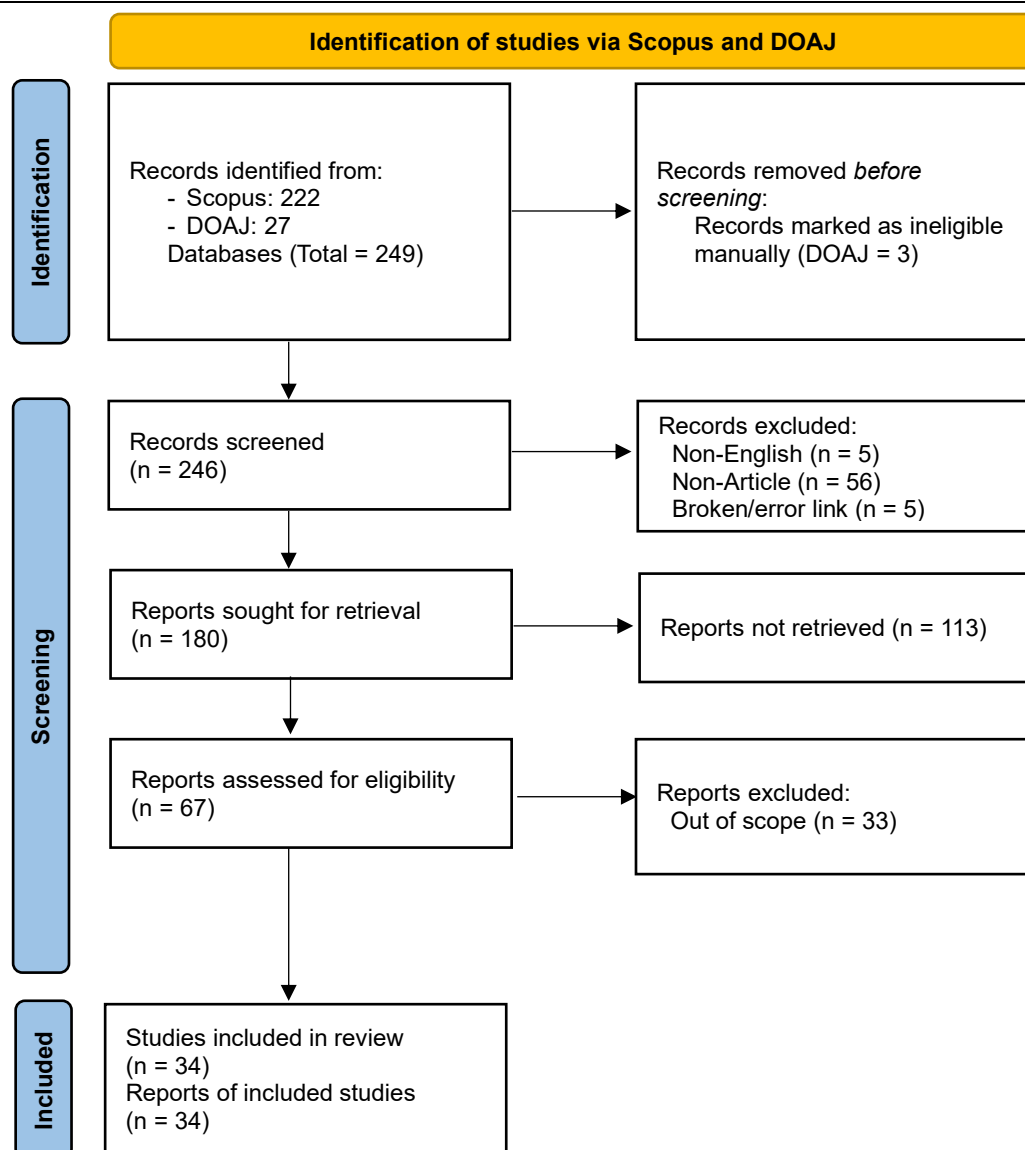 Identification of studies via Scopus and DOAJ
Identification
Records identified from:
- Scopus: 222
- DOAJ: 27
Databases (Total = 249)
Records removed before
screening:
Records marked as ineligible
manually (DOAJ = 3)
Screening
Records screened
(n = 246)
Records excluded:
Non-English (n = 5)
Non-Article (n = 56)
Broken/error link (n = 5)
Reports sought for retrieval
(n = 180)
Reports not retrieved (n = 113)
Reports assessed for eligibility
(n = 67)
Reports excluded:
Out of scope (n = 33)
Included
Studies included in review
(n = 34)
Reports of included studies
(n = 34)